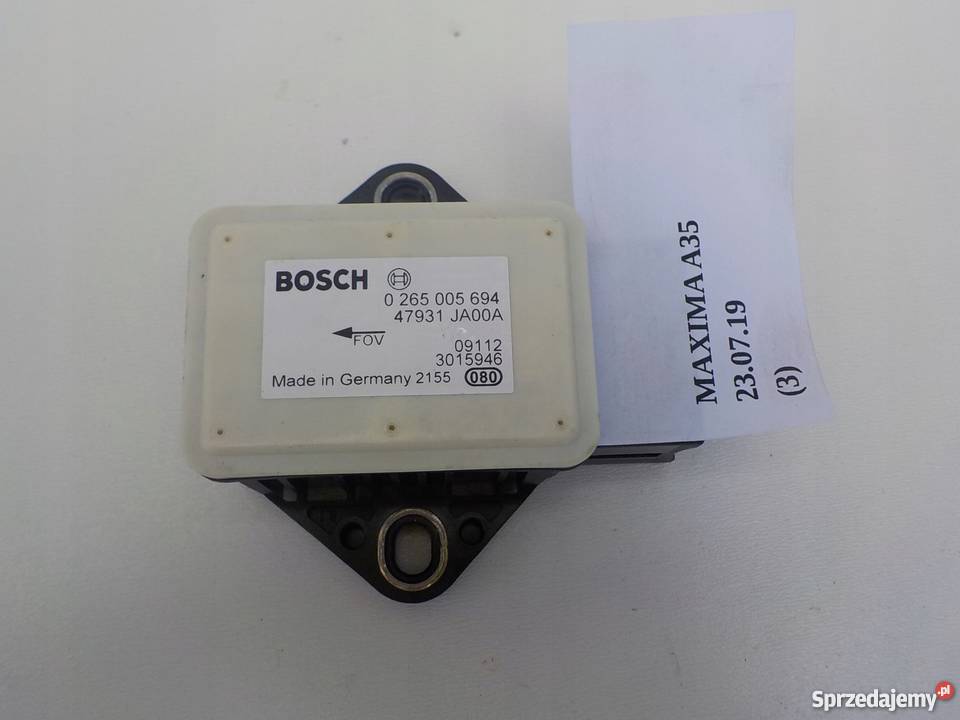 BOSCH
0 265 005 694
47931 JA00A
FOV
09112
3015946
Made in Germany 2155 080
MAXIMA A35
23.07.19
(3)
Sprzedajemy.pl